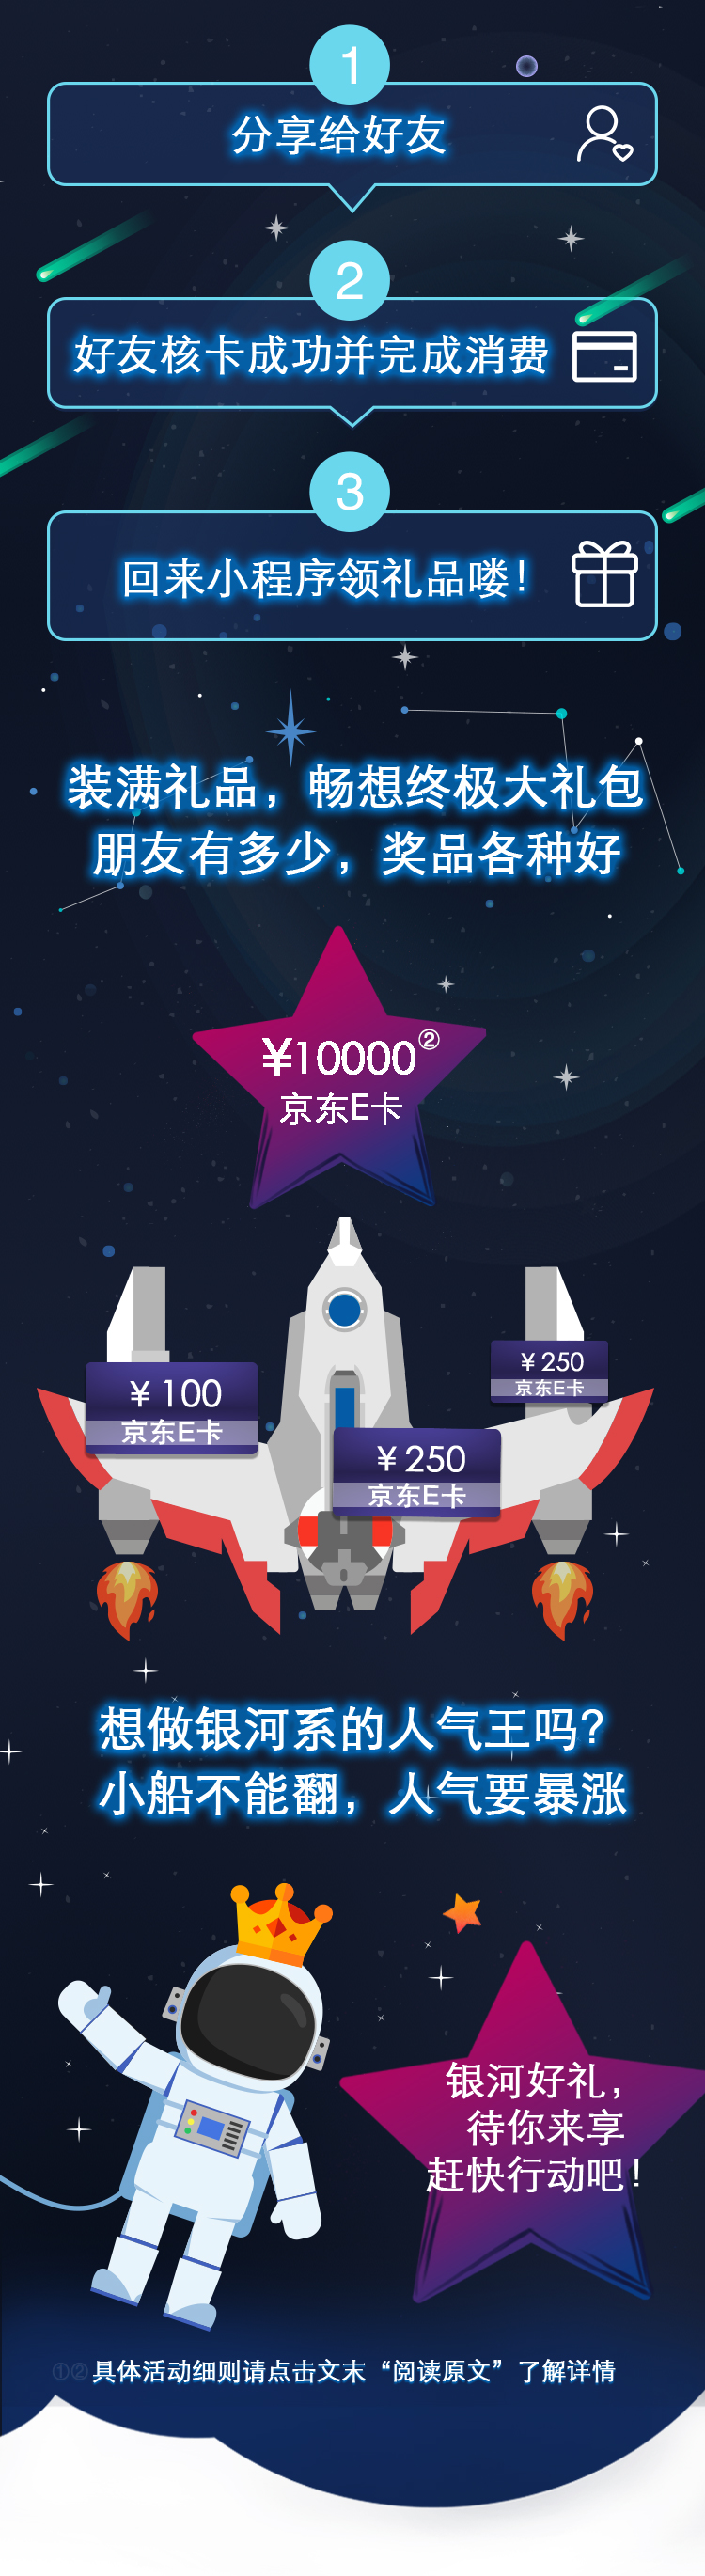 1
分享给好友
2
好友核卡成功并完成消费
3
回来小程序领礼品喽！
装满礼品，畅想终极大礼包
朋友有多少，奖品各种好
¥10000②
京东E卡
¥250
京东E卡
¥100
京东E卡
¥250
京东E卡
想做银河系的人气王吗？
小船不能翻，人气要暴涨
银河好礼，
待你来享
赶快行动吧！
①②具体活动细则请点击文末“阅读原文”了解详情